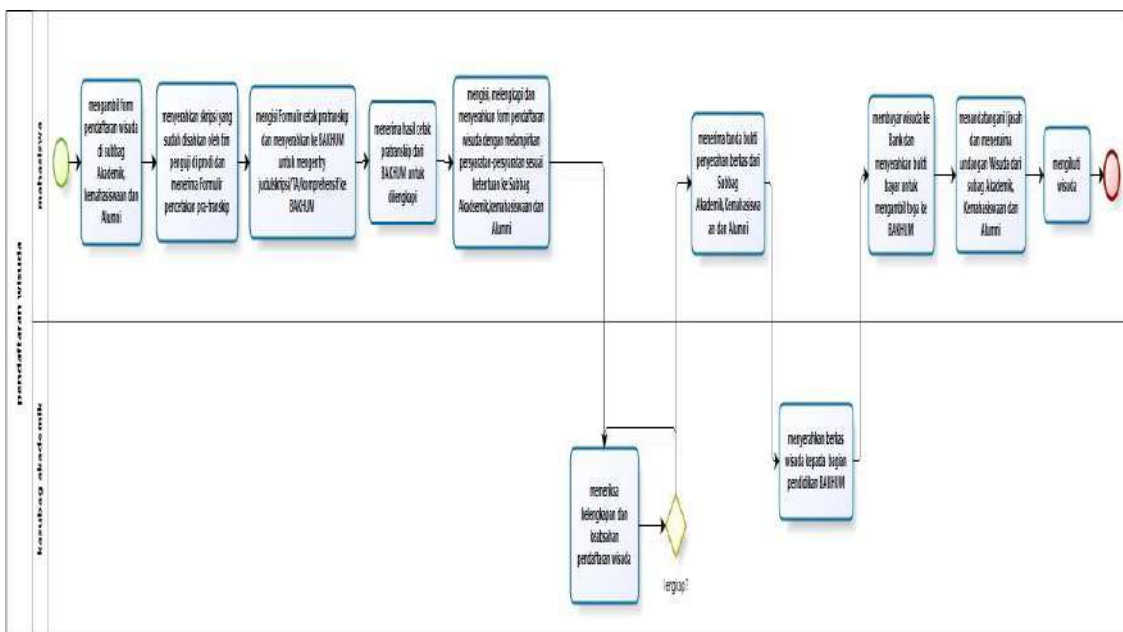 pendaftaran wisuda
mahasiswa
mengambil form
pendaftaran wisuda
di subbag
Akademik,
kemahasiswaan dan
Alumni
menyerahkan skripsi yang
sudah disahkan oleh tim
penguji di prodi dan
menerima Formulir
percetakan pra-transkip
mengisi Formulir cetak pratranskip
dan menyerahkan ke BAKHUM
untuk mengentry
judulskripsi/TA/komprehensif ke
BAKHUM
menerima hasil cetak
pratranskip dari
BAKHUM untuk
dilengkapi
mengisi, melengkapi dan
menyerahkan form pendaftaran
wisuda dengan melampirkan
persyaratan-persyaratan sesuai
ketentuan ke Subbag
Akademik,kemahasiswaan dan
Alumni
menerima tanda bukti
penyerahan berkas dari
Subbag
Akademik, Kemahasiswa
an dan Alumni
membayar wisuda ke
Bank dan
menyerahkan bukti
bayar untuk
mengambil toga ke
BAKHUM
menandatangani Ijasah
dan menerima
undangan Wisuda dari
subag Akademik,
Kemahasiswaan dan
Alumni
mengikuti
wisuda
kasubag akademik
memeriksa
kelengkapan dan
keabsahan
pendaftaran wisuda
lengkap?
menyerahkan berkas
wisuda kepada bagian
pendidikan BAKHUM